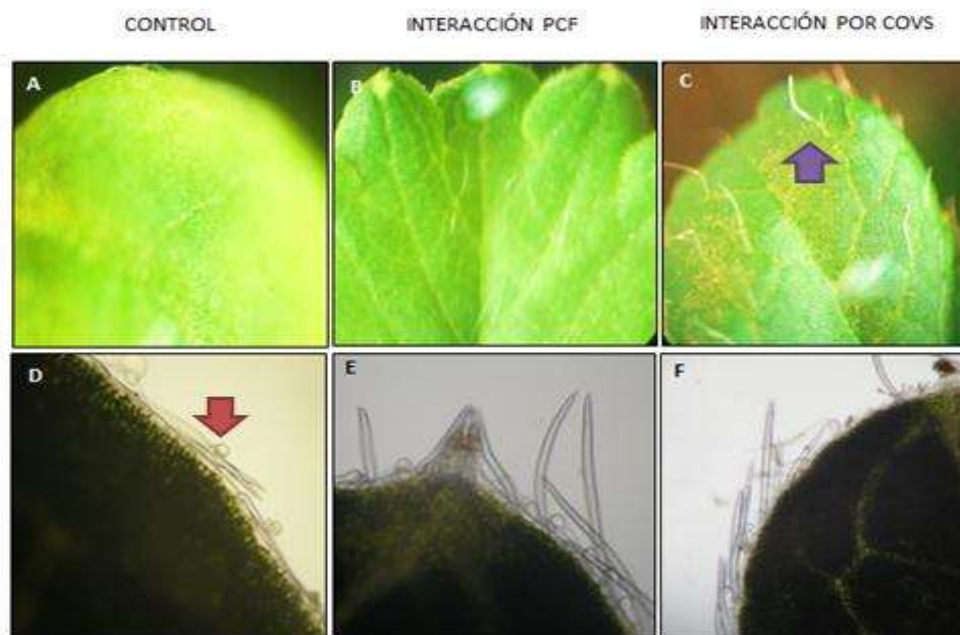 CONTROL
INTERACCIÓN PCF
INTERACCIÓN POR COVS
A
B
C
D
E
F